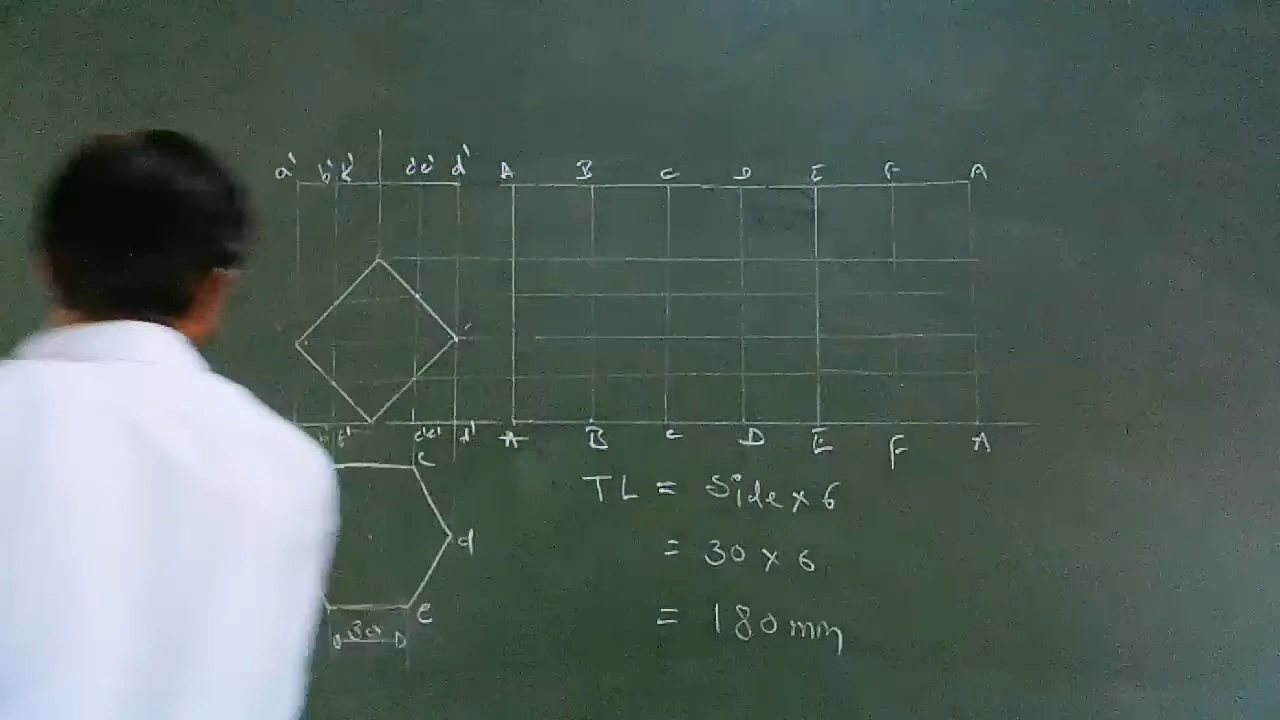 a' b' f' c'e' d' A B C D E F A
f' c'e' d' A B C D E F A
c
TL = Side x 6
d
= 30 x 6
e
= 180 mm
30